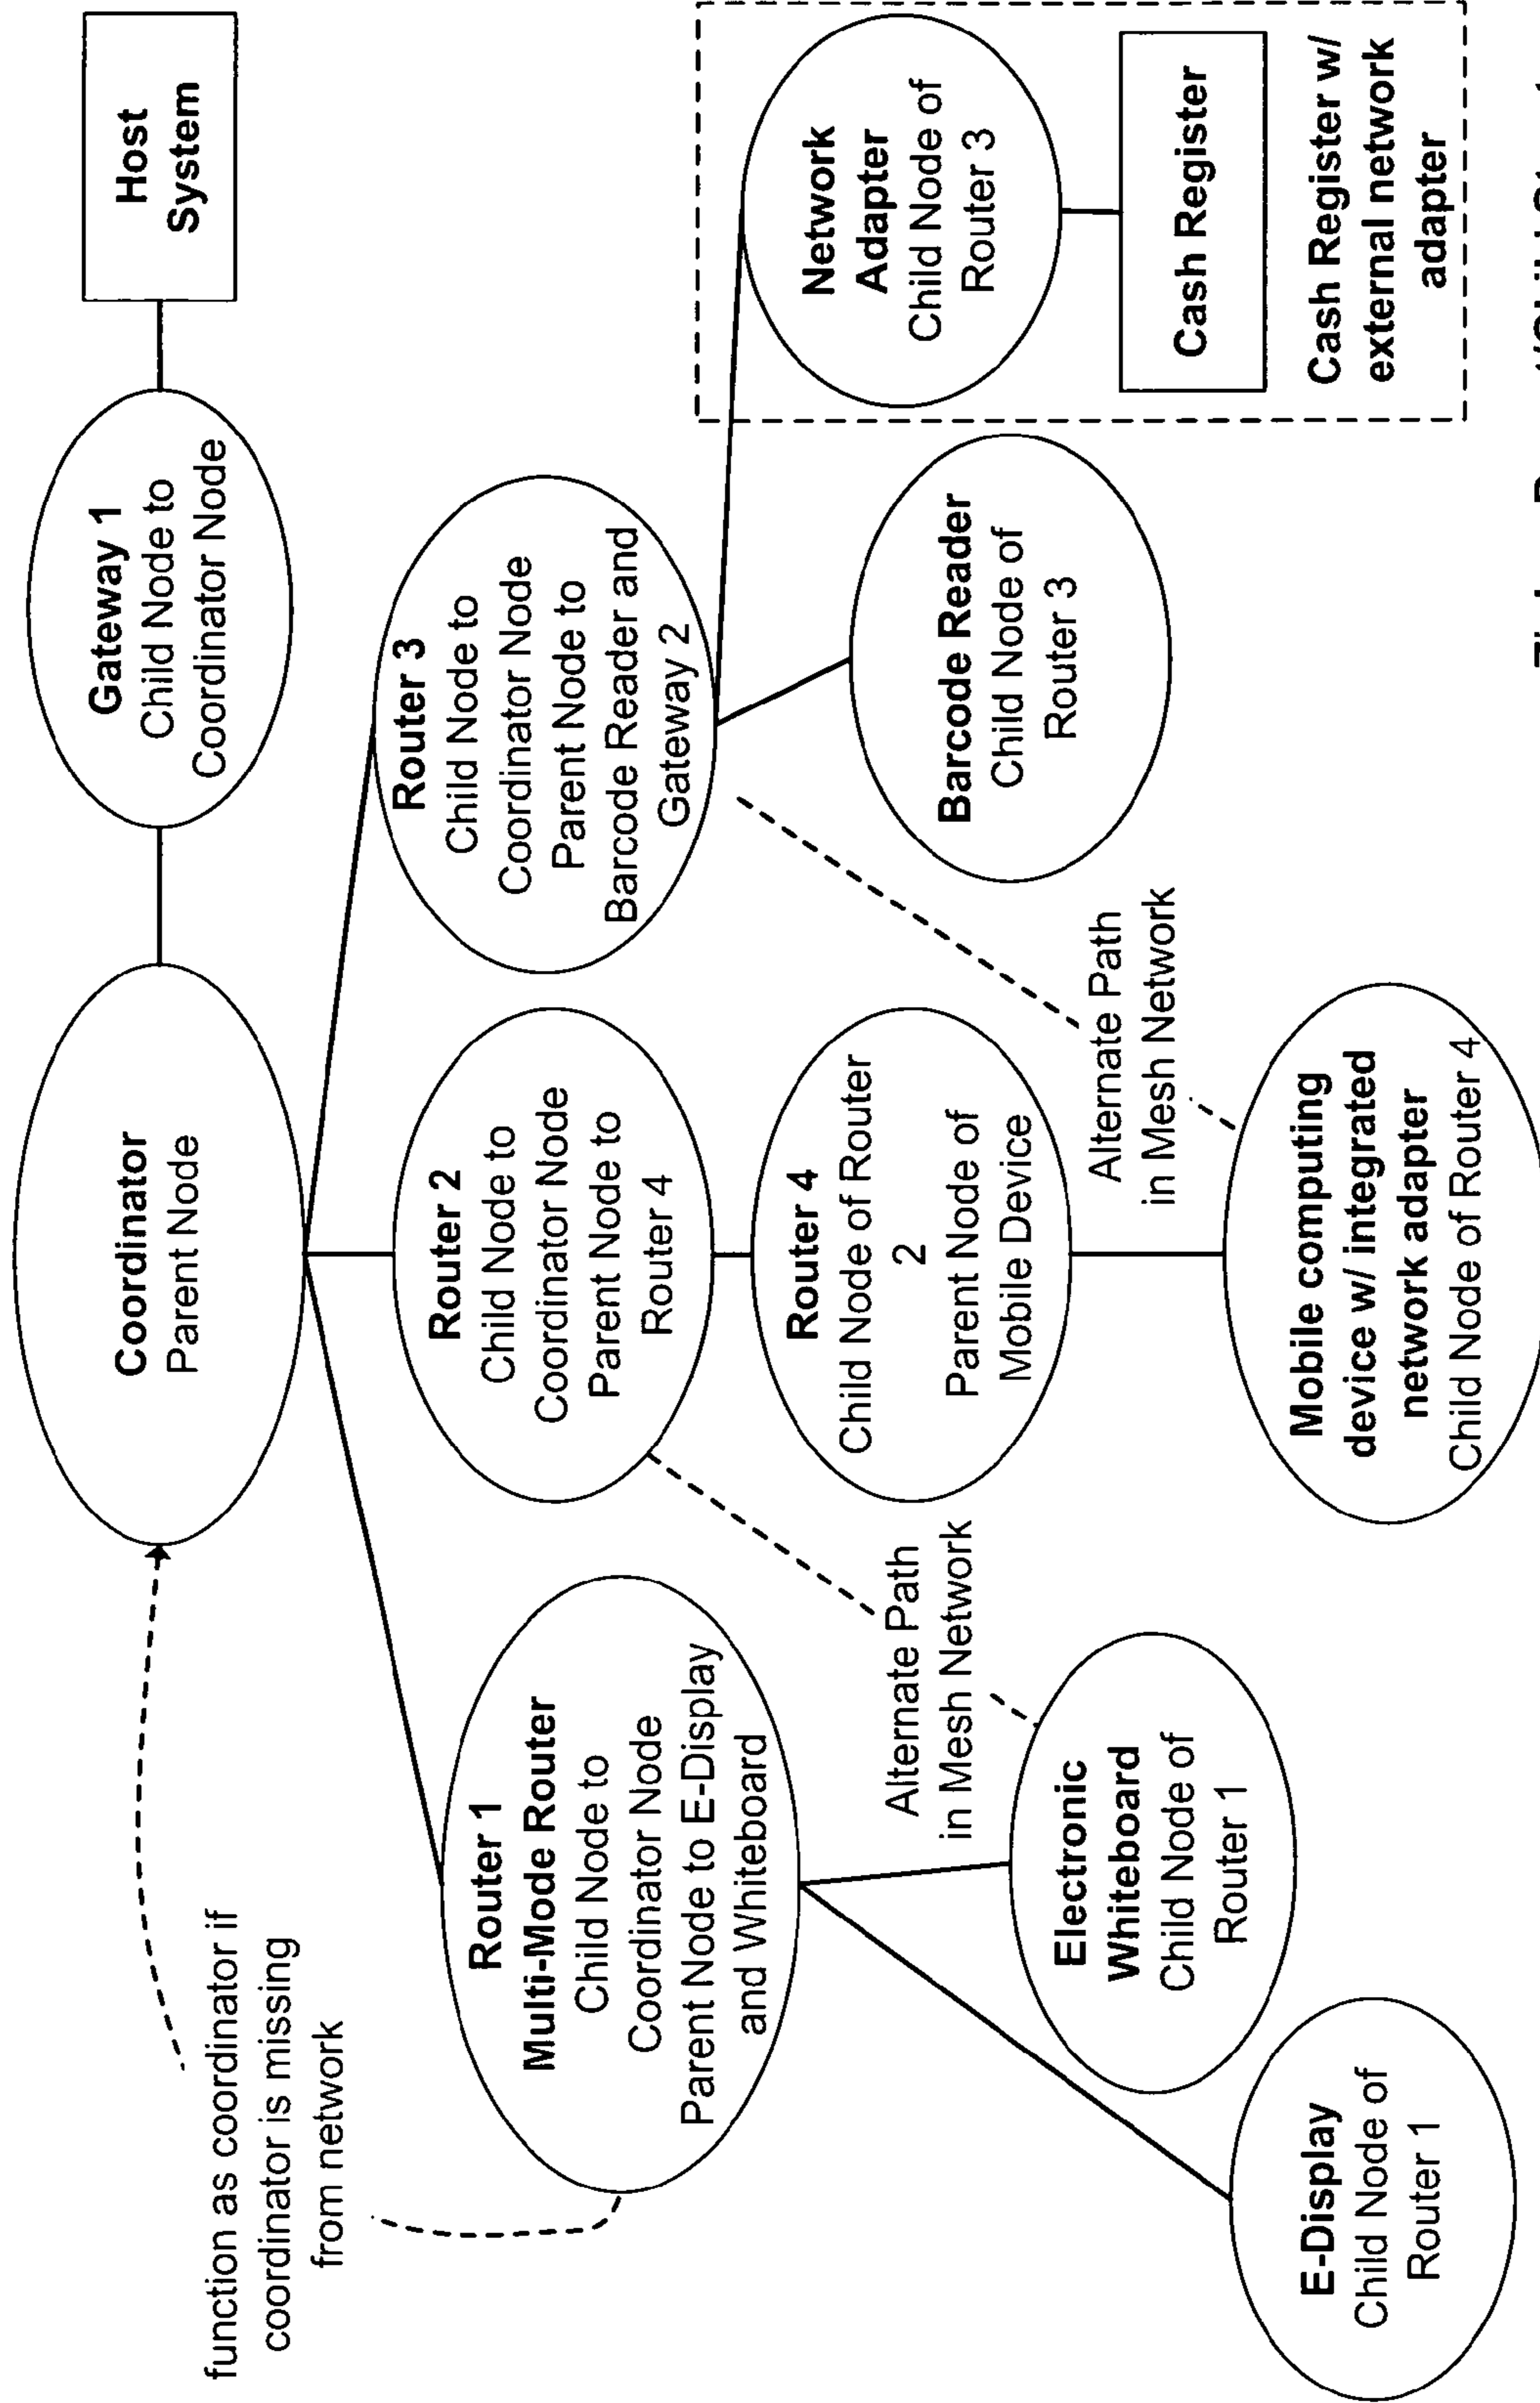 function as coordinator if
coordinator is missing
from network
Coordinator
Parent Node
Gateway 1
Child Node to
Coordinator Node
Host
System
Router 1
Multi-Mode Router
Child Node to
Coordinator Node
Parent Node to E-Display
and Whiteboard
Router 2
Child Node to
Coordinator Node
Parent Node to
Router 4
Router 3
Child Node to
Coordinator Node
Parent Node to
Barcode Reader and
Gateway 2
Network
Adapter
Child Node of
Router 3
Cash Register
Cash Register w/
external network
adapter
Barcode Reader
Child Node of
Router 3
Router 4
Child Node of Router
2
Parent Node of
Mobile Device
Alternate Path
in Mesh Network
Alternate Path
in Mesh Network
Electronic
Whiteboard
Child Node of
Router 1
E-Display
Child Node of
Router 1
Mobile computing
device w/ integrated
network adapter
Child Node of Router 4